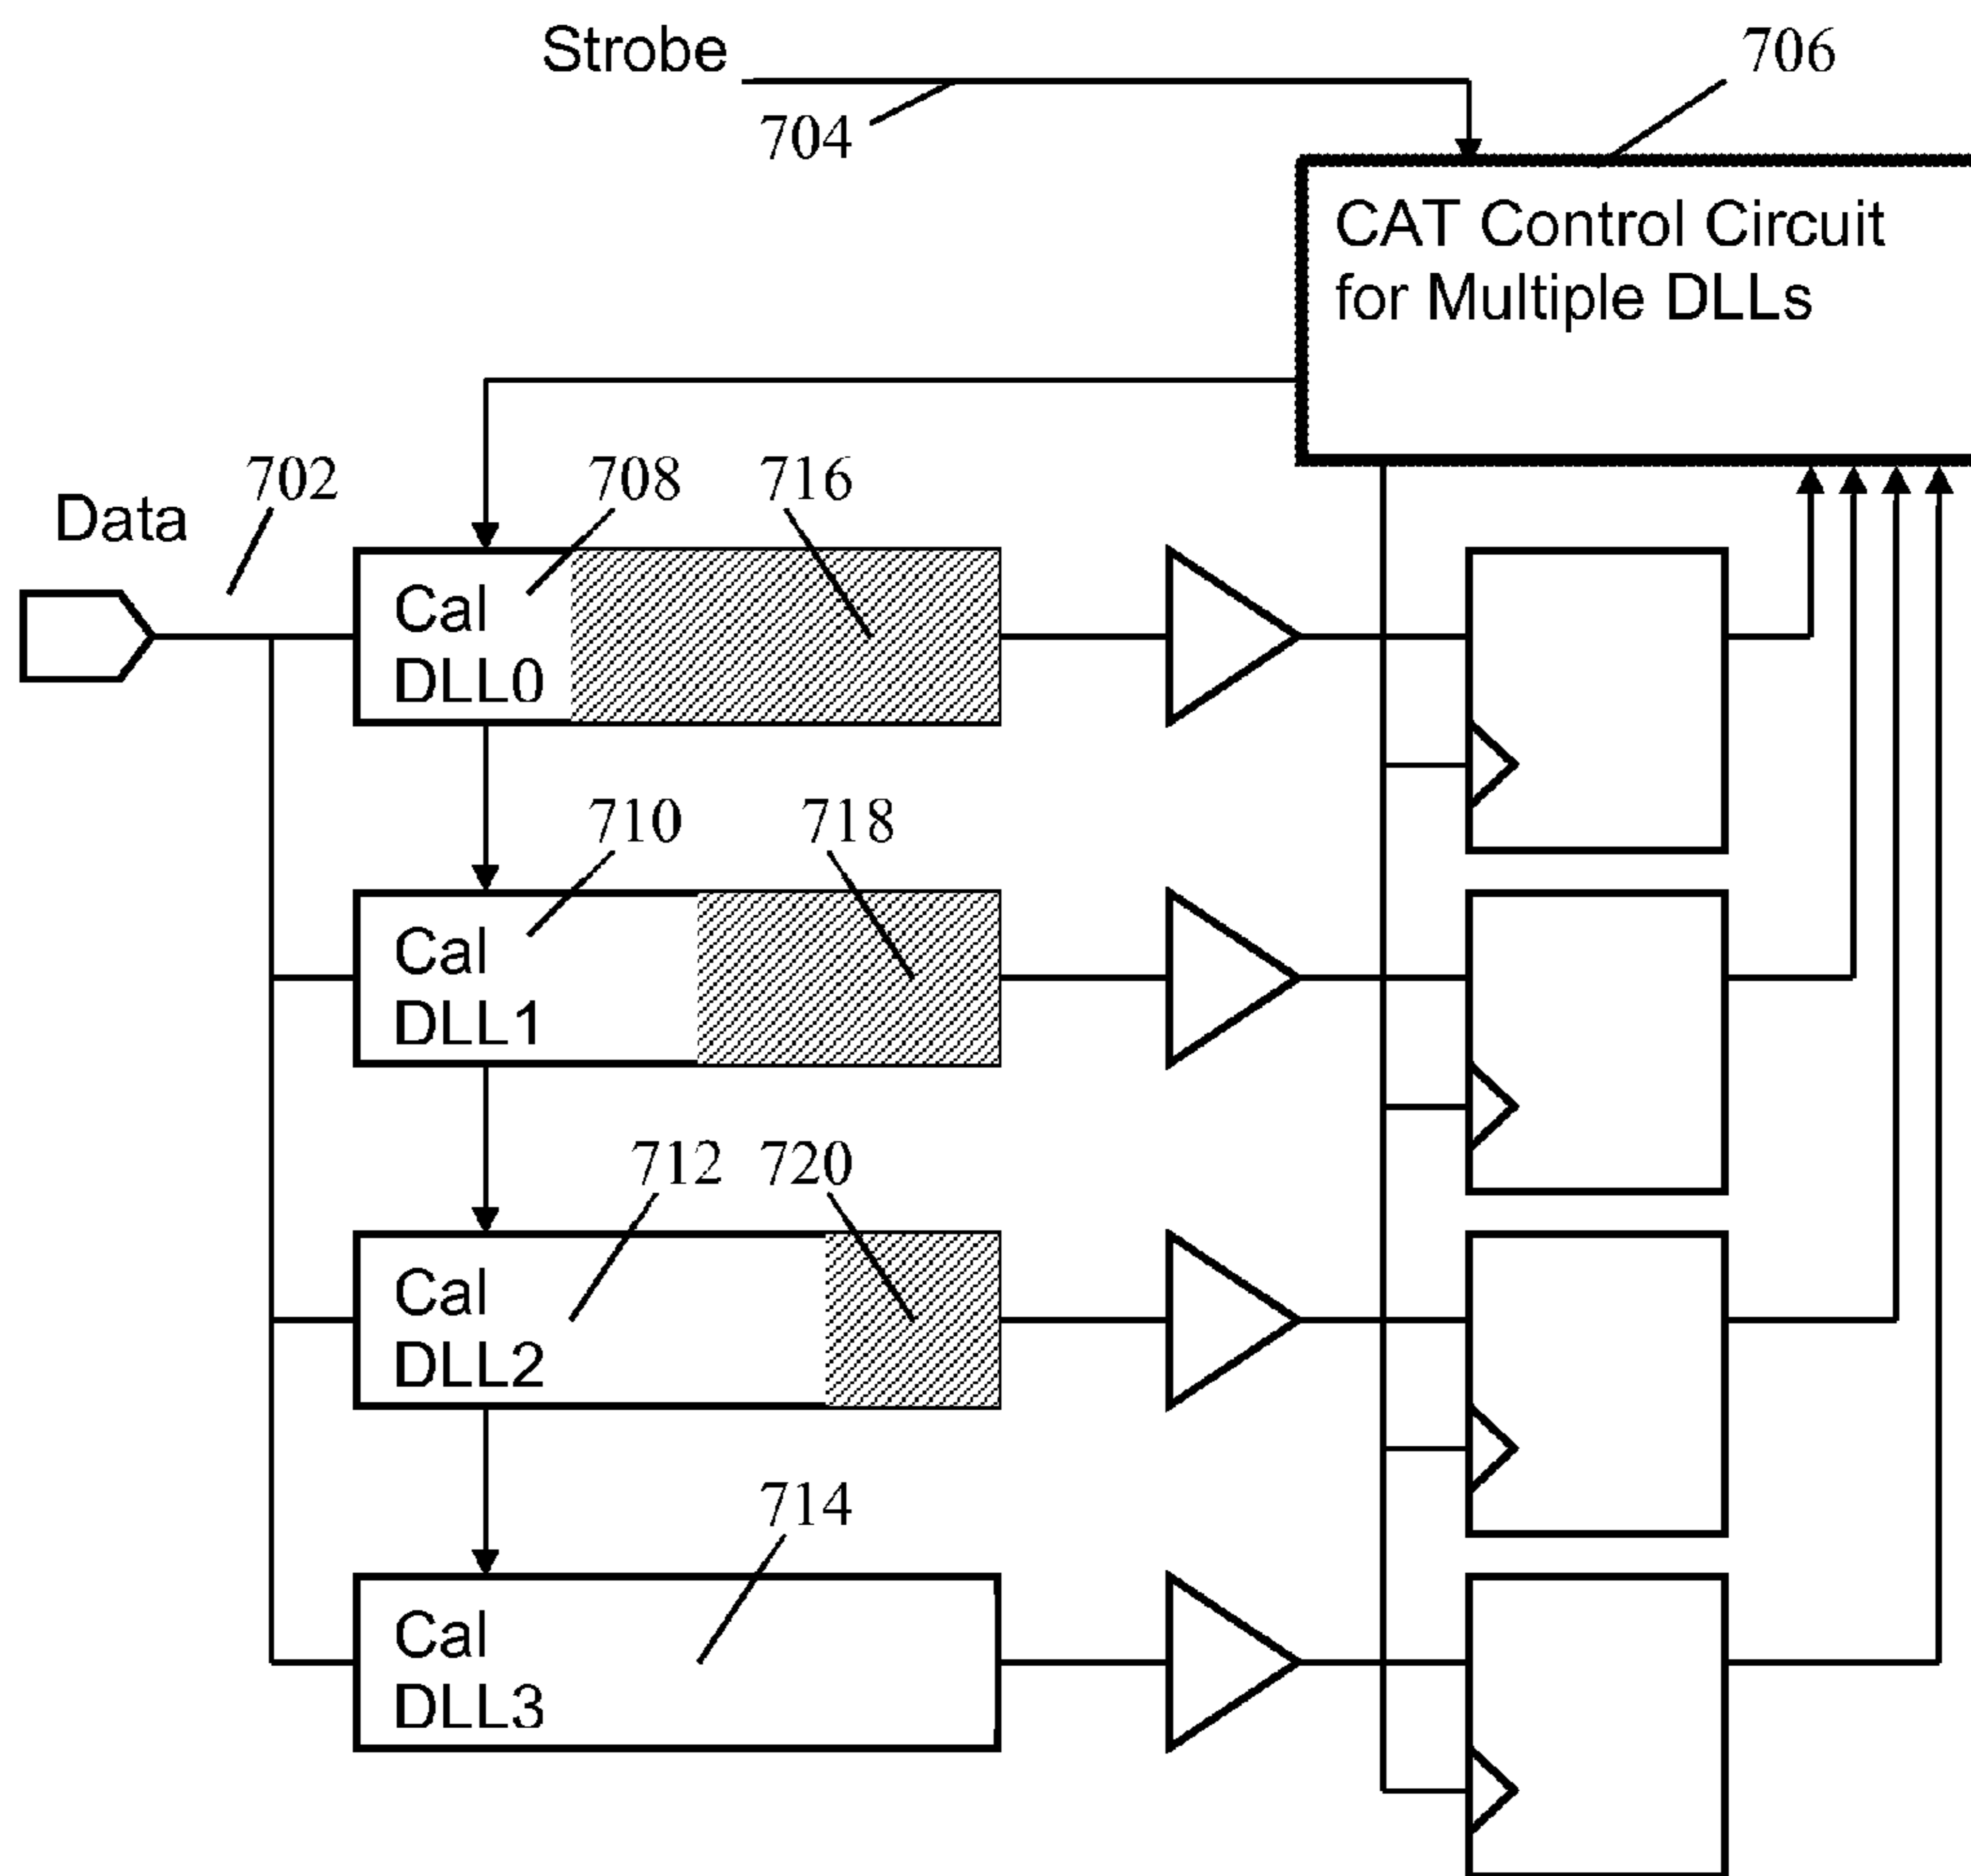 Strobe
704
706
CAT Control Circuit
for Multiple DLLs
Data
702
708
716
Cal
DLL0
710
718
Cal
DLL1
712
720
Cal
DLL2
714
Cal
DLL3